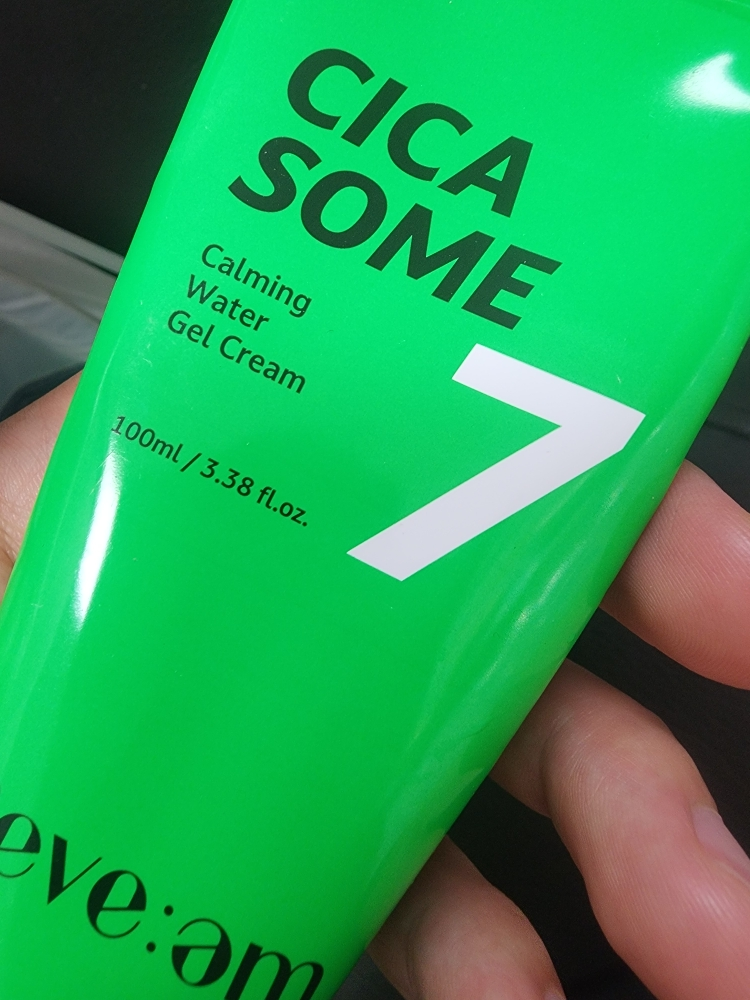 CICA
SOME
7
Calming
Water
Gel Cream
100ml / 3.38 fl.oz.
eve:əm